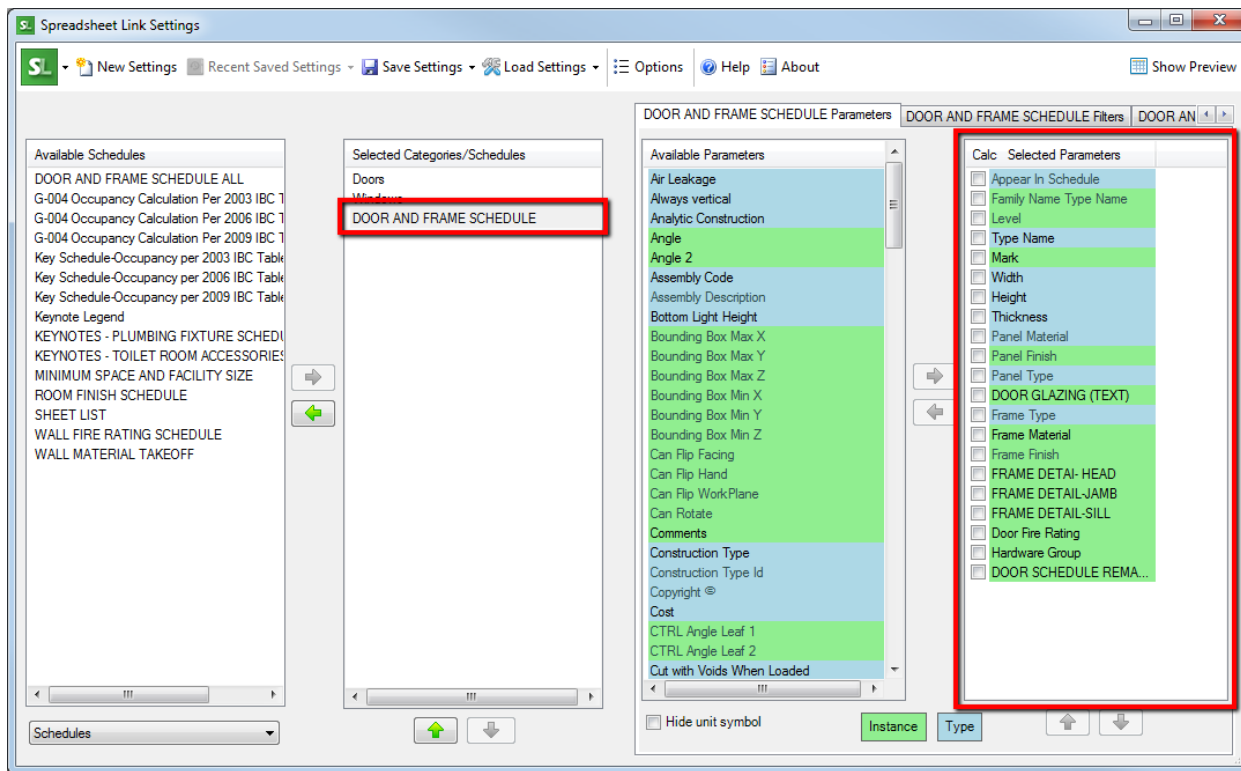 SL Spreadsheet Link Settings
SL New Settings Recent Saved Settings Save Settings Load Settings Options Help About Show Preview
DOOR AND FRAME SCHEDULE Parameters DOOR AND FRAME SCHEDULE Filters DOOR AN
Available Schedules
DOOR AND FRAME SCHEDULE ALL
G-004 Occupancy Calculation Per 2003 IBC T
G-004 Occupancy Calculation Per 2006 IBC T
G-004 Occupancy Calculation Per 2009 IBC T
Key Schedule-Occupancy per 2003 IBC Table
Key Schedule-Occupancy per 2006 IBC Table
Key Schedule-Occupancy per 2009 IBC Table
Keynote Legend
KEYNOTES - PLUMBING FIXTURE SCHEDU
KEYNOTES - TOILET ROOM ACCESSORIES
MINIMUM SPACE AND FACILITY SIZE
ROOM FINISH SCHEDULE
SHEET LIST
WALL FIRE RATING SCHEDULE
WALL MATERIAL TAKEOFF
Schedules
Selected Categories/Schedules
Doors
Windows
DOOR AND FRAME SCHEDULE
Available Parameters
Air Leakage
Always vertical
Analytic Construction
Angle
Angle 2
Assembly Code
Assembly Description
Bottom Light Height
Bounding Box Max X
Bounding Box Max Y
Bounding Box Max Z
Bounding Box Min X
Bounding Box Min Y
Bounding Box Min Z
Can Flip Facing
Can Flip Hand
Can Flip WorkPlane
Can Rotate
Comments
Construction Type
Construction Type Id
Copyright ©
Cost
CTRL Angle Leaf 1
CTRL Angle Leaf 2
Cut with Voids When Loaded
Hide unit symbol
Instance
Type
Calc Selected Parameters
Appear In Schedule
Family Name Type Name
Level
Type Name
Mark
Width
Height
Thickness
Panel Material
Panel Finish
Panel Type
DOOR GLAZING (TEXT)
Frame Type
Frame Material
Frame Finish
FRAME DETAI- HEAD
FRAME DETAIL-JAMB
FRAME DETAIL-SILL
Door Fire Rating
Hardware Group
DOOR SCHEDULE REMA...